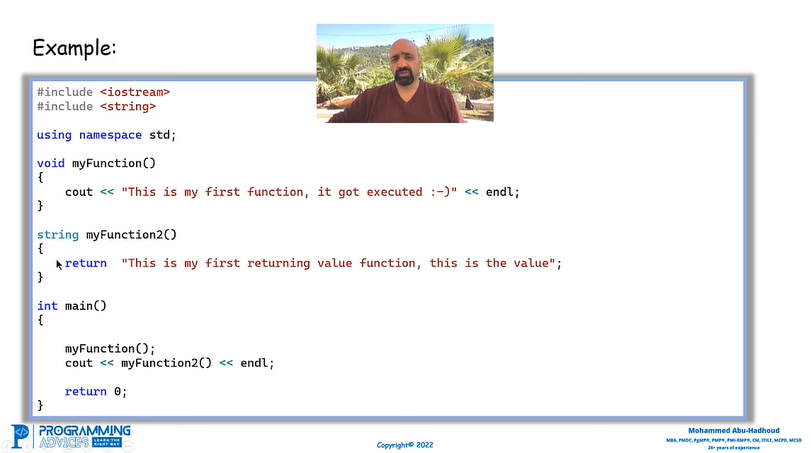 Example:
#include <iostream>
#include <string>
using namespace std;
void myFunction()
{
cout << "This is my first function, it got executed :-)" << endl;
}
string myFunction2()
{
return "This is my first returning value function, this is the value";
}
int main()
{
myFunction();
cout << myFunction2() << endl;
return 0;
}
PROGRAMMING
ADVICES LEARN THE RIGHT WAY
Copyright© 2022
Mohammed Abu-Hadhoud
MBA, PMOC, PgMP®, PMP®, PMI-RMP®, CM, ITILF, MCPD, MCSD
26+ years of experience